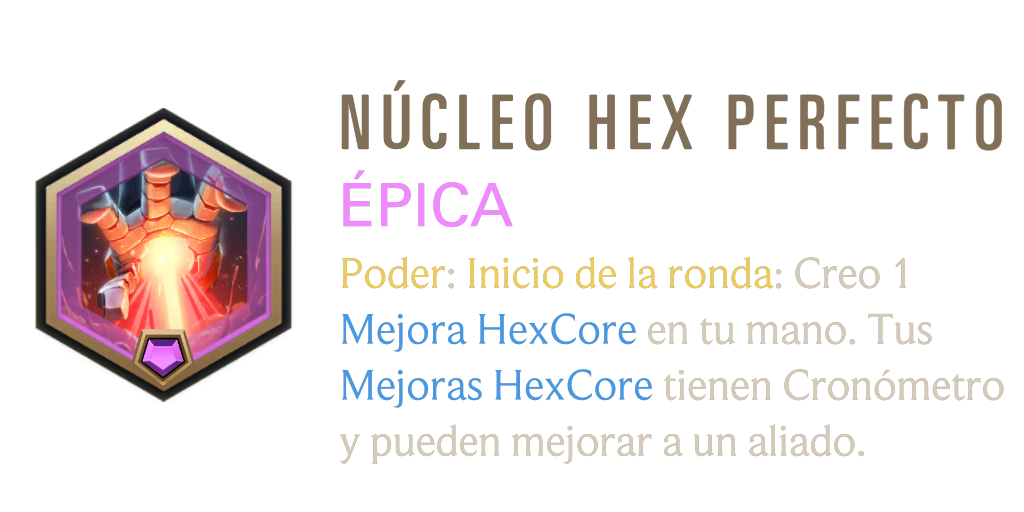 NÚCLEO HEX PERFECTO
ÉPICA
Poder: Inicio de la ronda: Creo 1
Mejora HexCore en tu mano. Tus
Mejoras HexCore tienen Cronómetro
y pueden mejorar a un aliado.